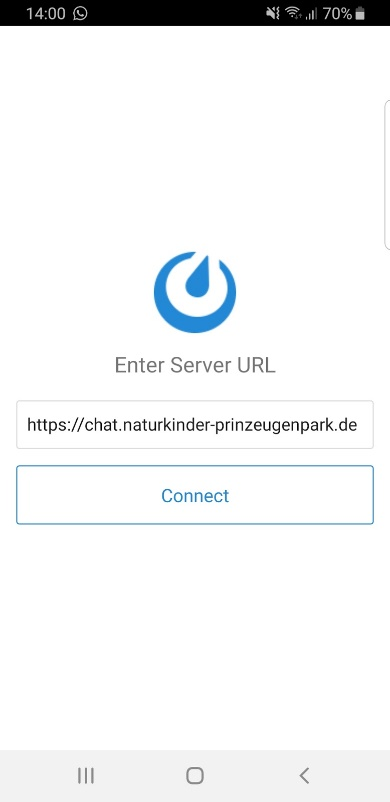 14:00 70%
Enter Server URL
https://chat.naturkinder-prinzeugenpark.de
Connect